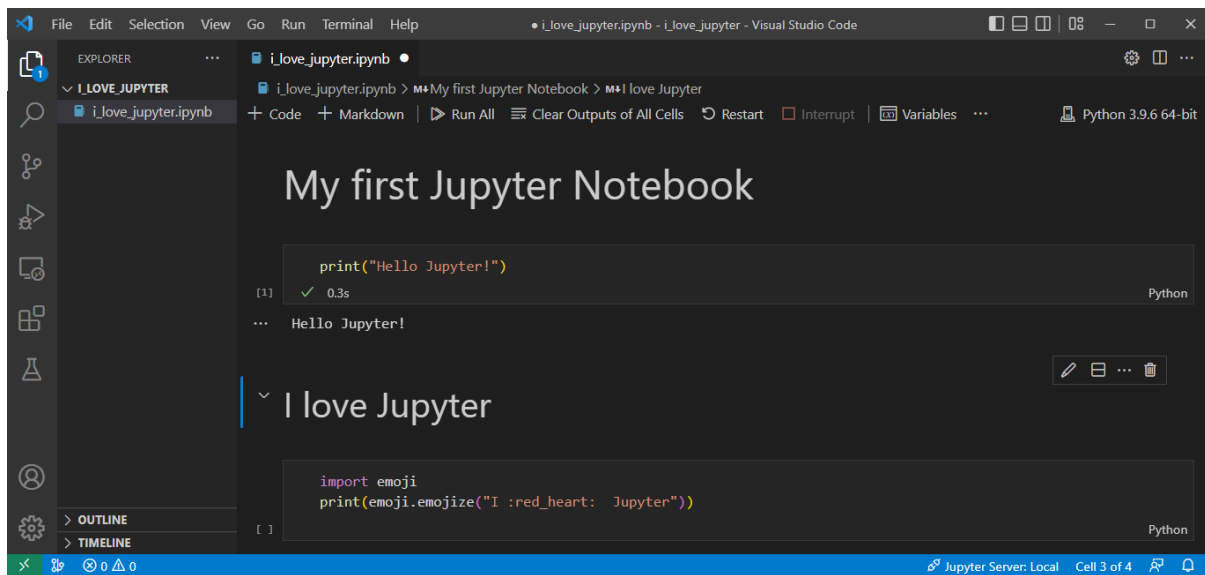 File Edit Selection View Go Run Terminal Help
● i_love_jupyter.ipynb - i_love_jupyter - Visual Studio Code
1
EXPLORER
I_LOVE_JUPYTER
i_love_jupyter.ipynb
OUTLINE
TIMELINE
i_love_jupyter.ipynb ●
i_love_jupyter.ipynb > M↓My first Jupyter Notebook > M↓I love Jupyter
+ Code + Markdown | Run All Clear Outputs of All Cells Restart Interrupt | Variables ··· Python 3.9.6 64-bit
My first Jupyter Notebook
print("Hello Jupyter!")
[1] ✓ 0.3s Python
··· Hello Jupyter!
I love Jupyter
import emoji
print(emoji.emojize("I :red_heart:  Jupyter"))
[ ] Python
0 0 Jupyter Server: Local Cell 3 of 4